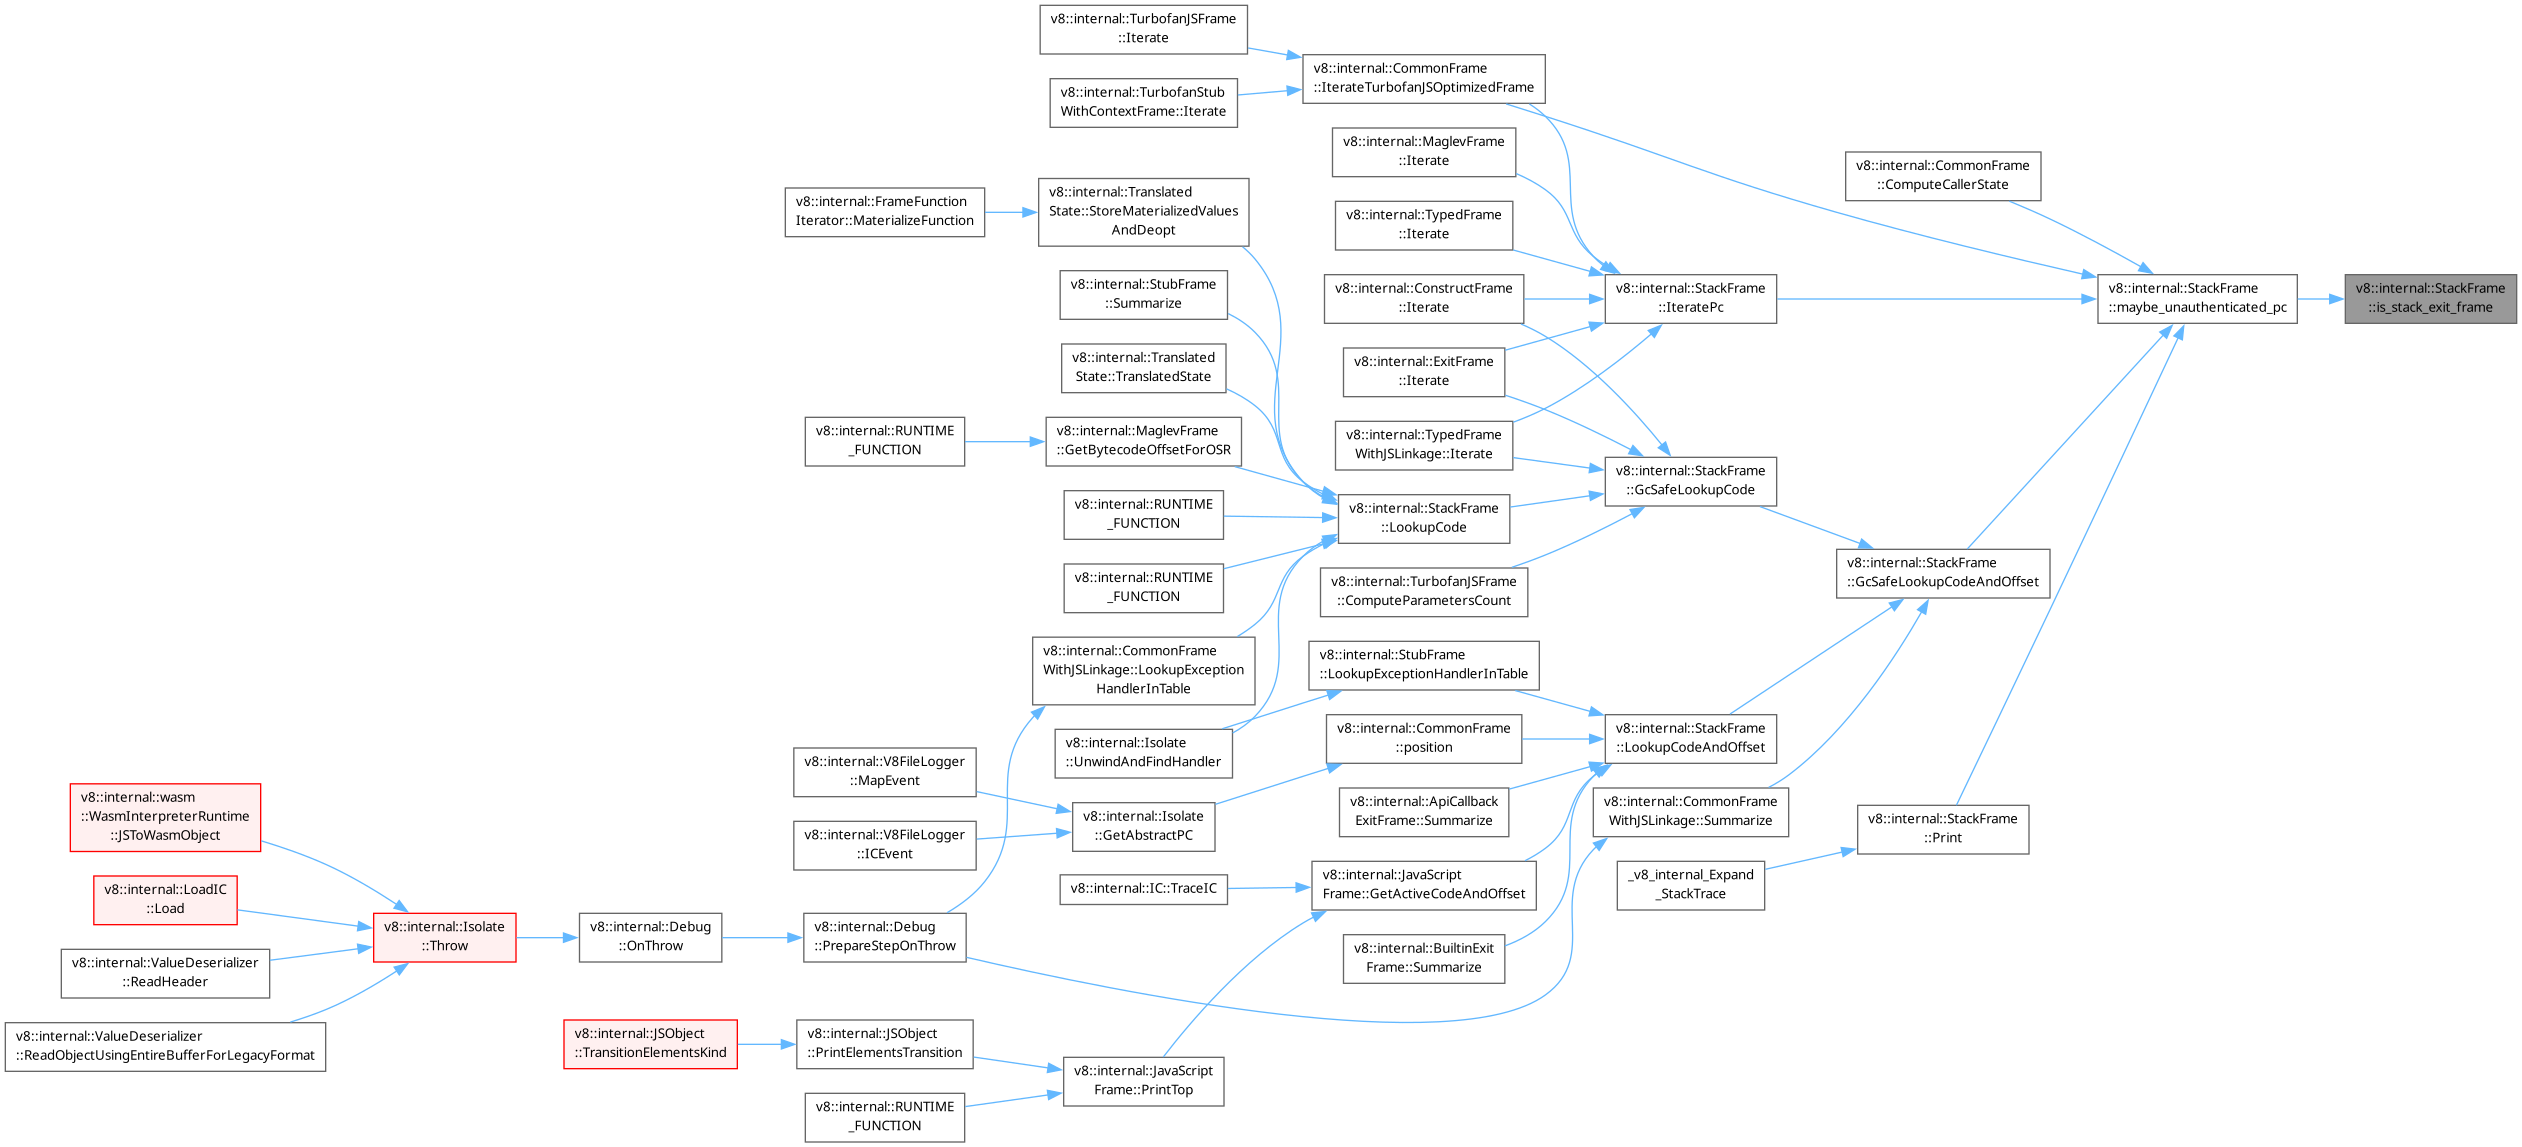 v8::internal::TurbofanJSFrame
::Iterate
v8::internal::CommonFrame
::IterateTurbofanJSOptimizedFrame
v8::internal::TurbofanStub
WithContextFrame::Iterate
v8::internal::MaglevFrame
::Iterate
v8::internal::CommonFrame
::ComputeCallerState
v8::internal::FrameFunction
Iterator::MaterializeFunction
v8::internal::Translated
State::StoreMaterializedValues
AndDeopt
v8::internal::TypedFrame
::Iterate
v8::internal::StubFrame
::Summarize
v8::internal::ConstructFrame
::Iterate
v8::internal::StackFrame
::IteratePc
v8::internal::StackFrame
::maybe_unauthenticated_pc
v8::internal::StackFrame
::is_stack_exit_frame
v8::internal::Translated
State::TranslatedState
v8::internal::ExitFrame
::Iterate
v8::internal::RUNTIME
_FUNCTION
v8::internal::MaglevFrame
::GetBytecodeOffsetForOSR
v8::internal::TypedFrame
WithJSLinkage::Iterate
v8::internal::StackFrame
::GcSafeLookupCode
v8::internal::RUNTIME
_FUNCTION
v8::internal::StackFrame
::LookupCode
v8::internal::RUNTIME
_FUNCTION
v8::internal::TurbofanJSFrame
::ComputeParametersCount
v8::internal::StackFrame
::GcSafeLookupCodeAndOffset
v8::internal::CommonFrame
WithJSLinkage::LookupException
HandlerInTable
v8::internal::StubFrame
::LookupExceptionHandlerInTable
v8::internal::Isolate
::UnwindAndFindHandler
v8::internal::CommonFrame
::position
v8::internal::StackFrame
::LookupCodeAndOffset
v8::internal::V8FileLogger
::MapEvent
v8::internal::wasm
::WasmInterpreterRuntime
::JSToWasmObject
v8::internal::V8FileLogger
::ICEvent
v8::internal::Isolate
::GetAbstractPC
v8::internal::ApiCallback
ExitFrame::Summarize
v8::internal::CommonFrame
WithJSLinkage::Summarize
v8::internal::StackFrame
::Print
v8::internal::LoadIC
::Load
v8::internal::IC::TraceIC
v8::internal::JavaScript
Frame::GetActiveCodeAndOffset
_v8_internal_Expand
_StackTrace
v8::internal::Isolate
::Throw
v8::internal::Debug
::OnThrow
v8::internal::Debug
::PrepareStepOnThrow
v8::internal::ValueDeserializer
::ReadHeader
v8::internal::BuiltinExit
Frame::Summarize
v8::internal::ValueDeserializer
::ReadObjectUsingEntireBufferForLegacyFormat
v8::internal::JSObject
::TransitionElementsKind
v8::internal::JSObject
::PrintElementsTransition
v8::internal::JavaScript
Frame::PrintTop
v8::internal::RUNTIME
_FUNCTION